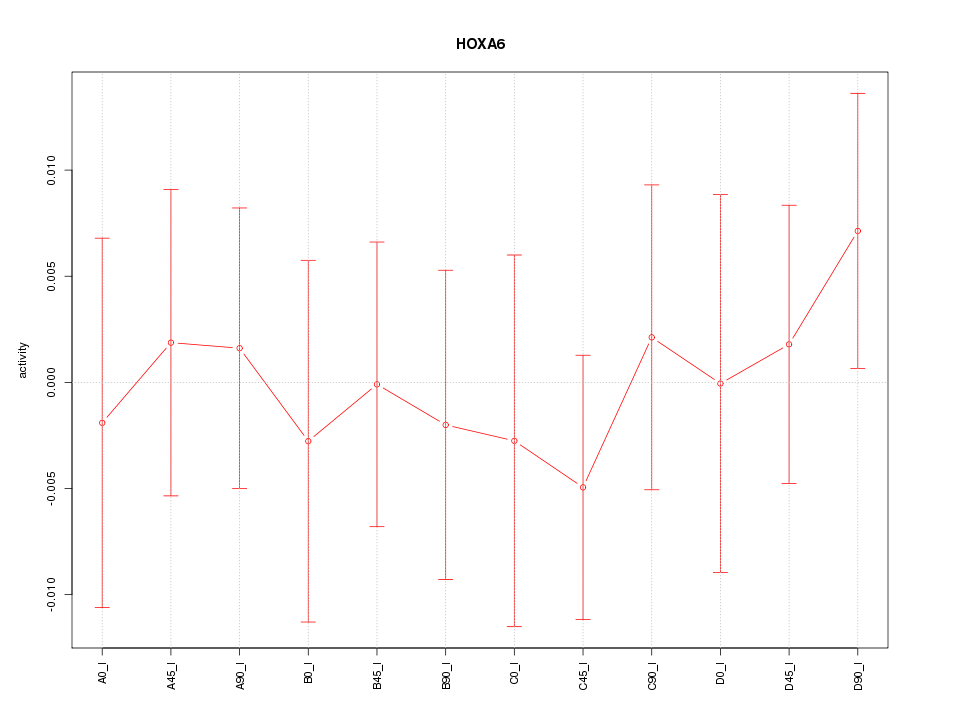 HOXA6
activity
0.010
0.005
0.000
-0.005
-0.010
A0_I
A45_I
A90_I
B0_I
B45_I
B90_I
C0_I
C45_I
C90_I
D0_I
D45_I
D90_I